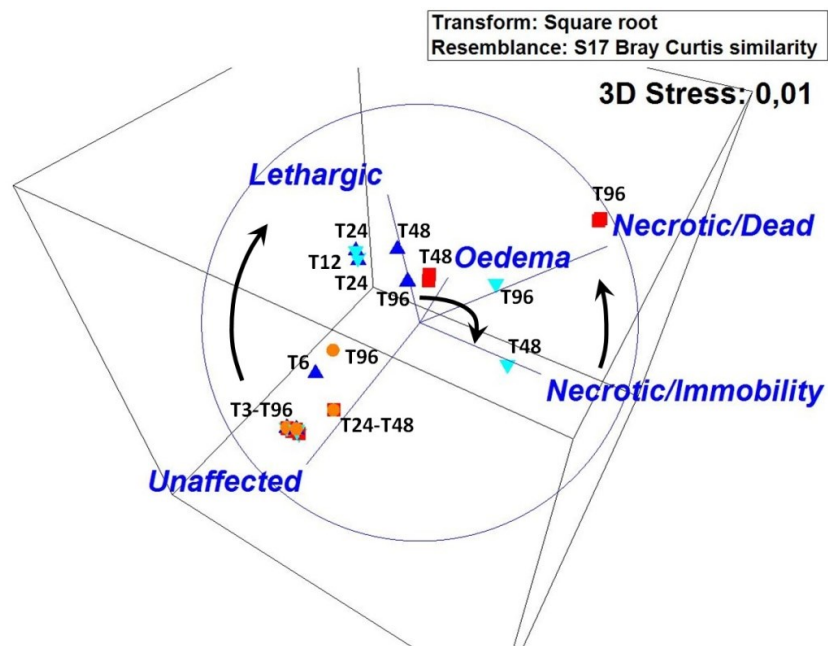 Transform: Square root
Resemblance: S17 Bray Curtis similarity
3D Stress: 0,01
Lethargic
T96
Necrotic/Dead
T24
T48
T12
T48
Oedema
T24
T96
T96
T48
T6
T96
Necrotic/Immobility
T3-T96
T24-T48
Unaffected